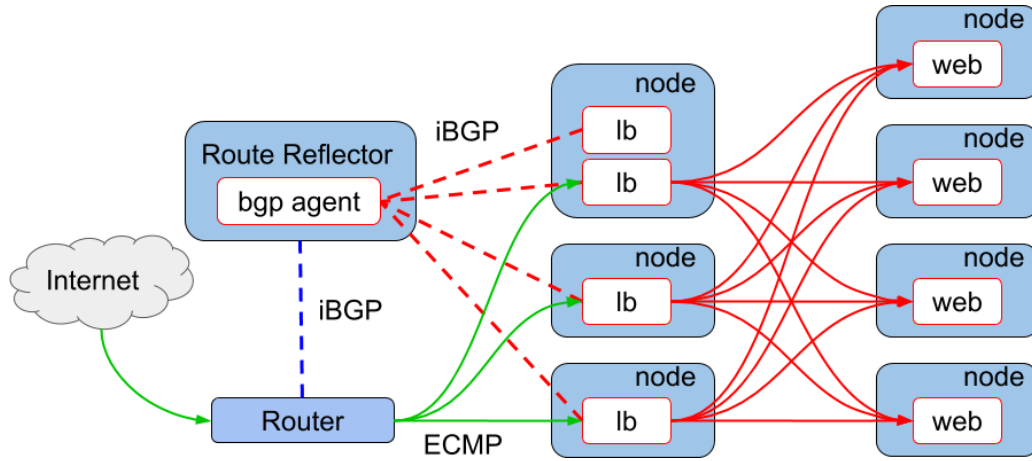 node
web
node
lb
lb
iBGP
Route Reflector
bgp agent
node
web
Internet
iBGP
node
lb
node
web
Router
ECMP
node
lb
node
web